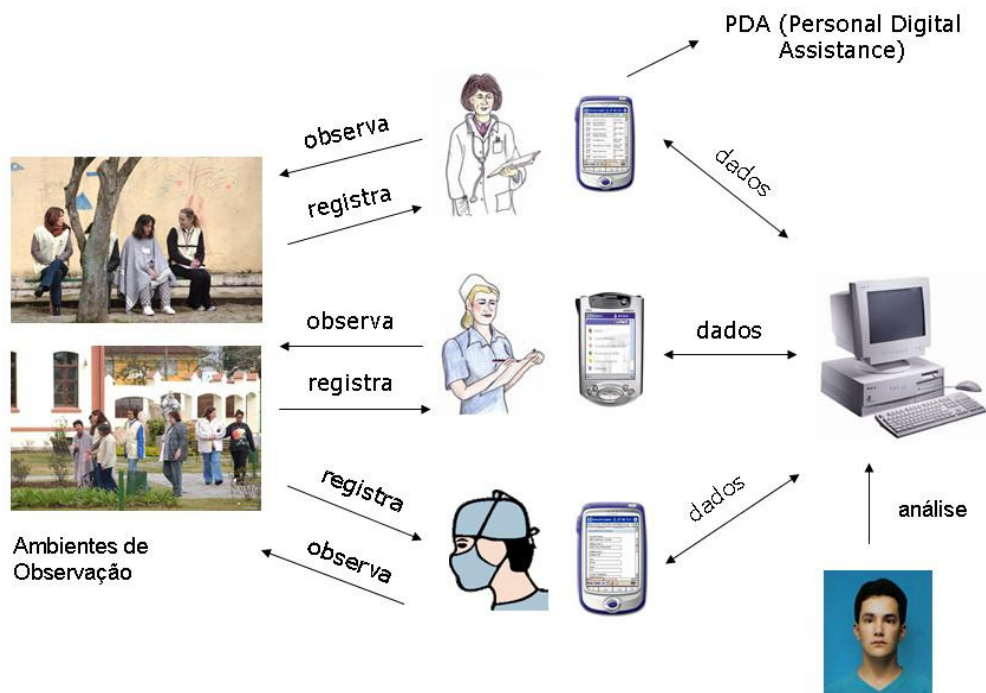 PDA (Personal Digital
Assistance)
observa
registra
dados
observa
registra
dados
registra
observa
dados
análise
Ambientes de
Observação